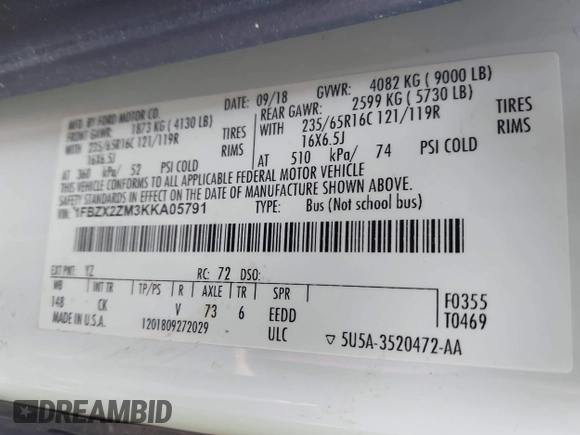 MFD. BY FORD MOTOR CO.
DATE: 09/18
GVWR: 4082 KG ( 9000 LB)
FRONT GAWR: 1873 KG ( 4130 LB)
REAR GAWR: 2599 KG ( 5730 LB)
WITH 235/65R16C 121/119R TIRES
WITH 235/65R16C 121/119R TIRES
16X6.5J RIMS
16X6.5J RIMS
AT 360 kPa/ 52 PSI COLD
AT 510 kPa/ 74 PSI COLD
THIS VEHICLE CONFORMS TO ALL APPLICABLE FEDERAL MOTOR VEHICLE
SAFETY STANDARDS IN EFFECT ON THE DATE OF MANUFACTURE SHOWN ABOVE.
VIN: 1FBZX2ZM3KKA05791
TYPE: Bus (Not school bus)
EXT PNT: YZ RC: 72 DSO:
WB INT TR TP/PS R AXLE TR SPR
148 CK V 73 6 EEDD
F0355
T0469
MADE IN U.S.A. 1201809272029 ULC
▽ 5U5A-3520472-AA
DREAMBID